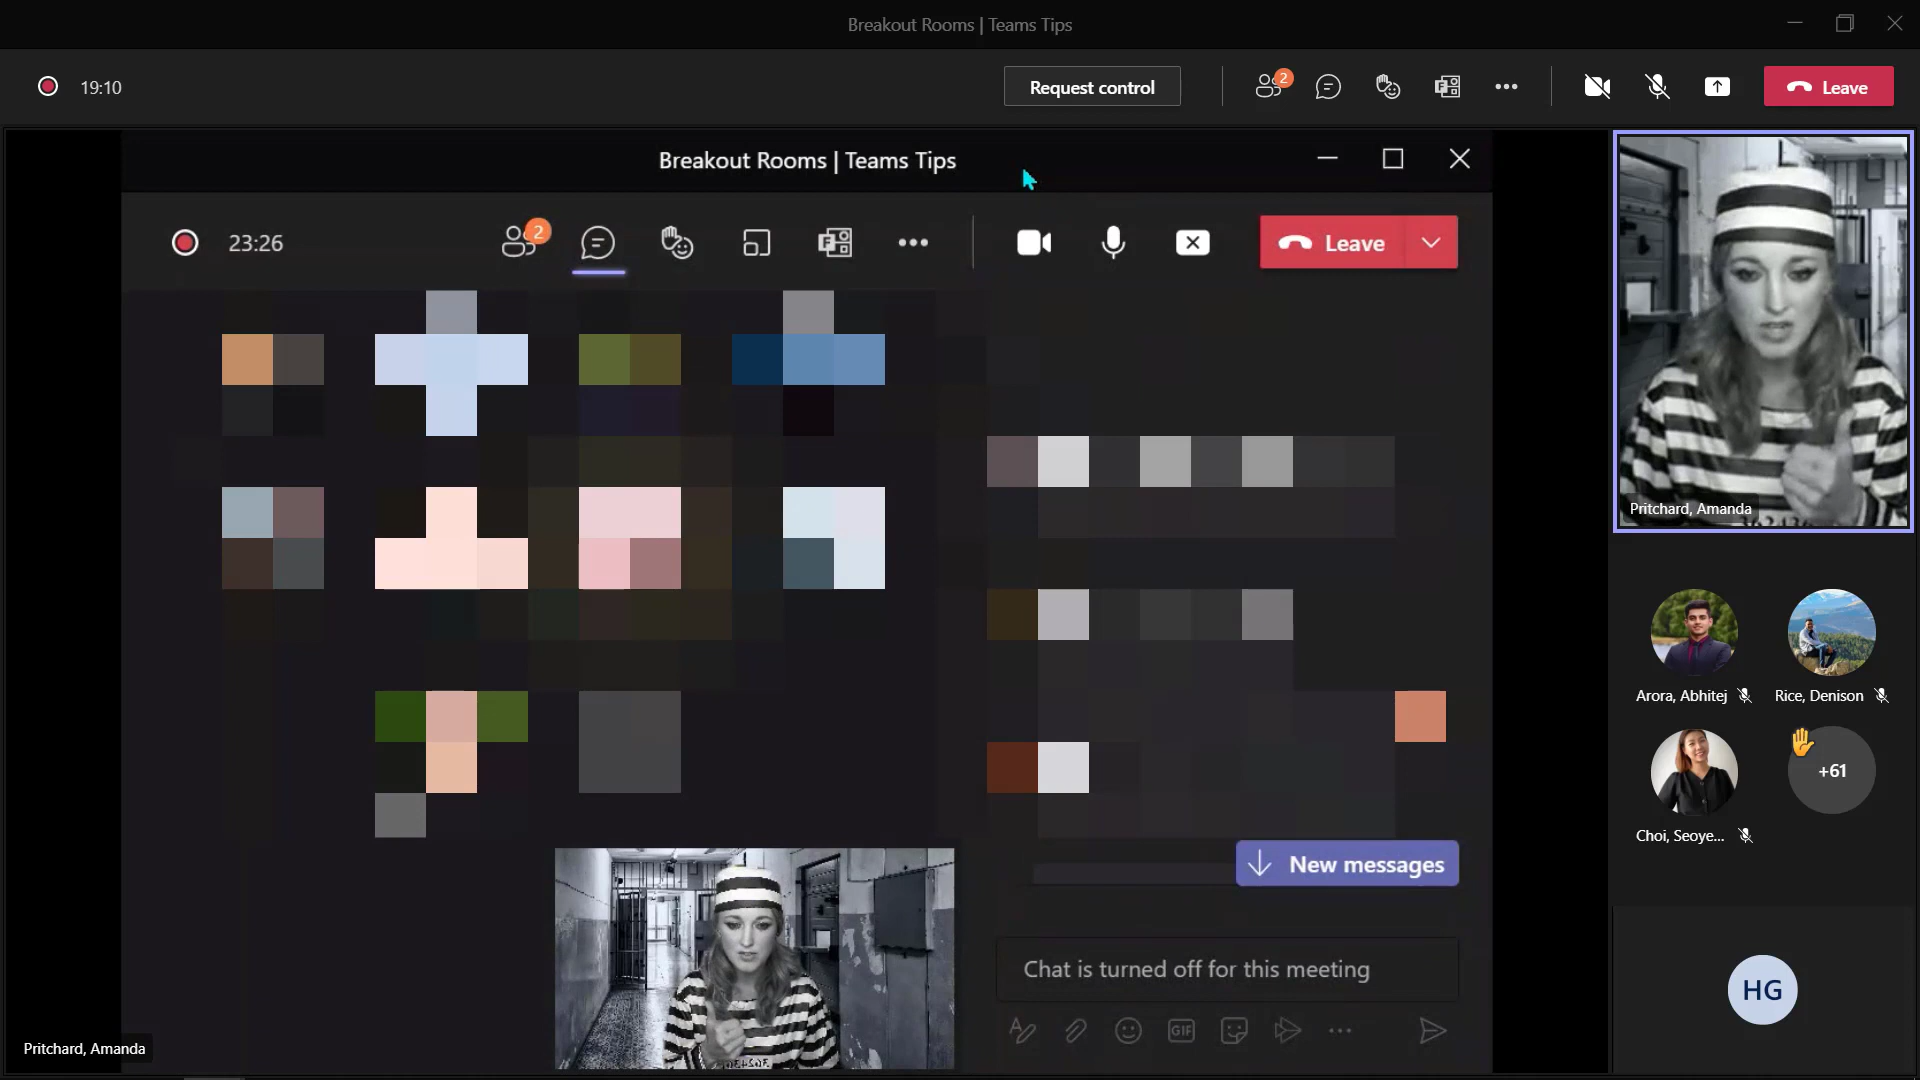 Breakout Rooms | Teams Tips
19:10
Request control
2
Leave
Breakout Rooms | Teams Tips
23:26
2
Leave
Pritchard, Amanda
Arora, Abhitej
Rice, Denison
+61
Choi, Seoye...
New messages
Chat is turned off for this meeting
GIF
HG
Pritchard, Amanda